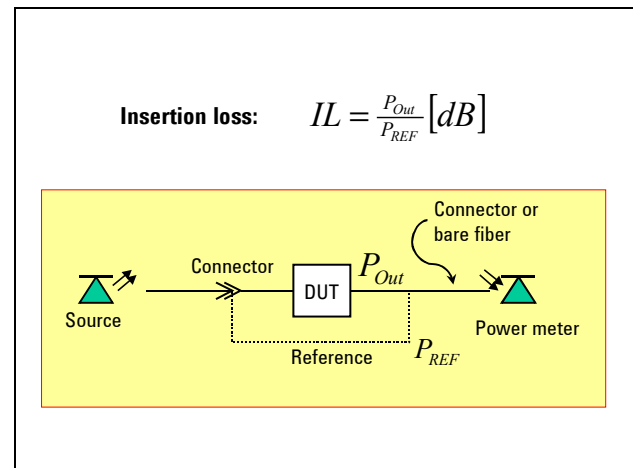 Insertion loss: IL = P_Out / P_REF [dB]
Connector or
bare fiber
Connector
P_Out
DUT
Source
Power meter
Reference
P_REF